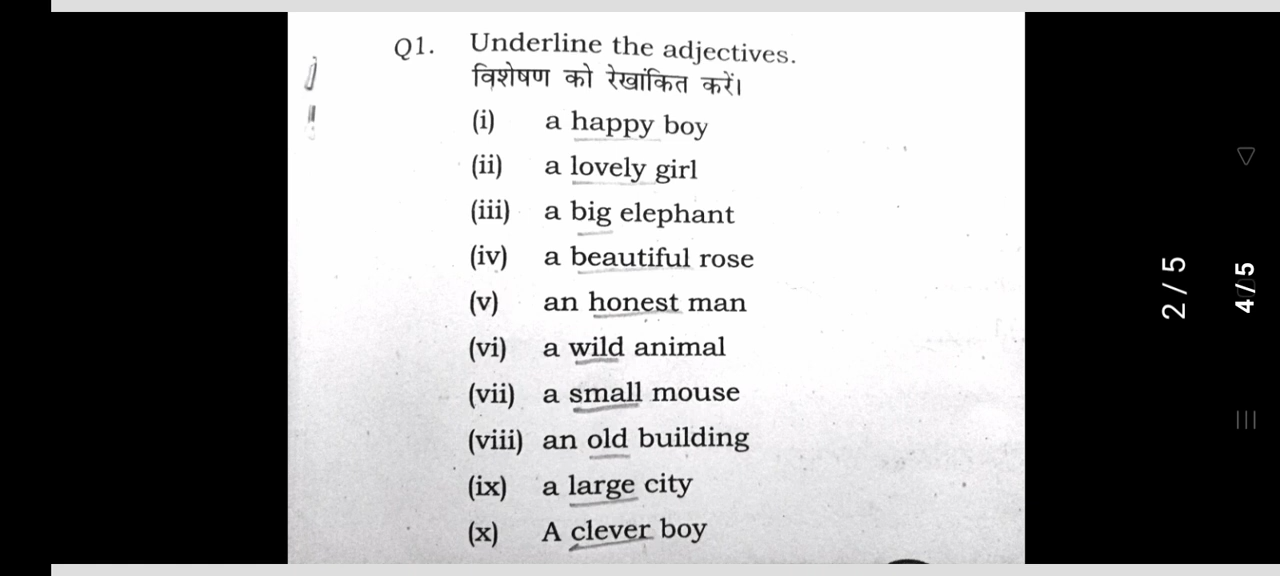 Q1. Underline the adjectives.
विशेषण को रेखांकित करें।
(i) a happy boy
(ii) a lovely girl
(iii) a big elephant
(iv) a beautiful rose
(v) an honest man
(vi) a wild animal
(vii) a small mouse
(viii) an old building
(ix) a large city
(x) A clever boy
2 / 5
4/5